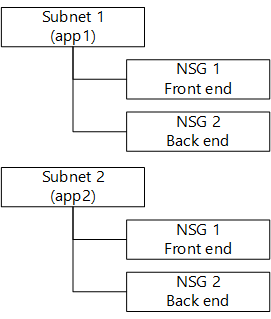 Subnet 1
(app1)
NSG 1
Front end
NSG 2
Back end
Subnet 2
(app2)
NSG 1
Front end
NSG 2
Back end